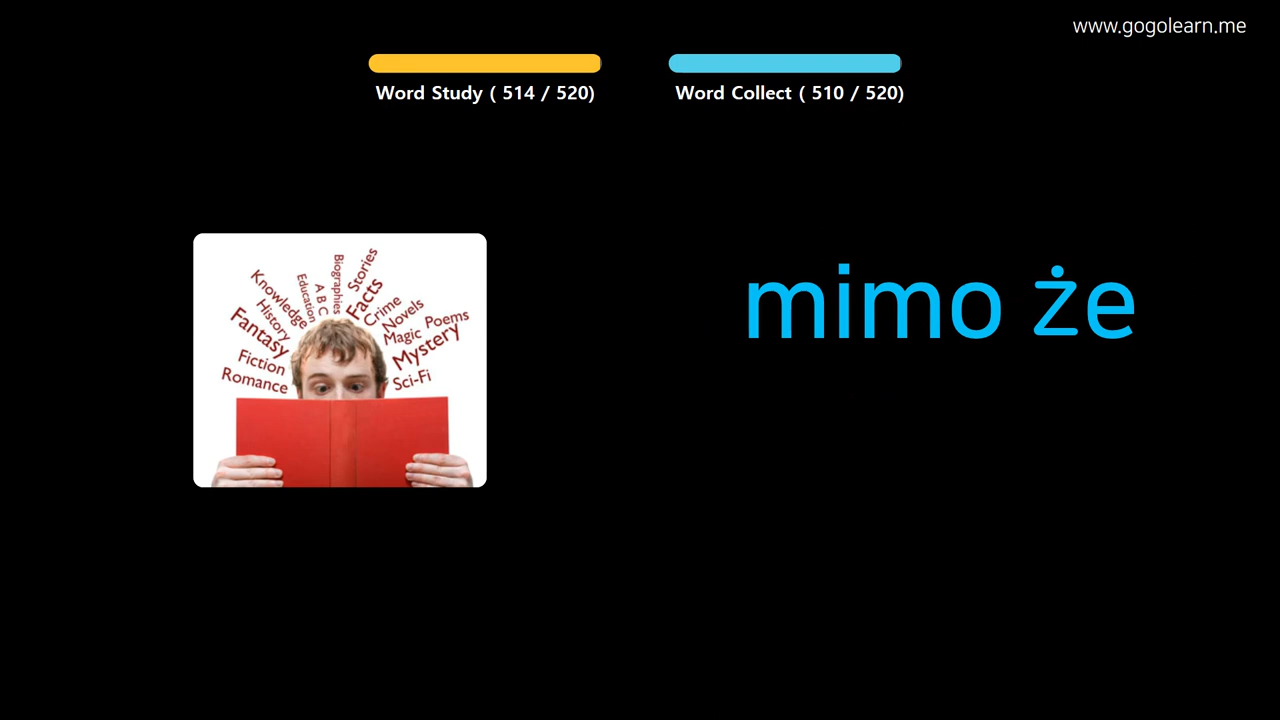 www.gogolearn.me
Word Study ( 514 / 520)
Word Collect ( 510 / 520)
mimo że
Knowledge
History
Fantasy
Fiction
Romance
Education
A B C
Biographies
Stories
Facts
Crime
Novels
Magic
Poems
Mystery
Sci-Fi